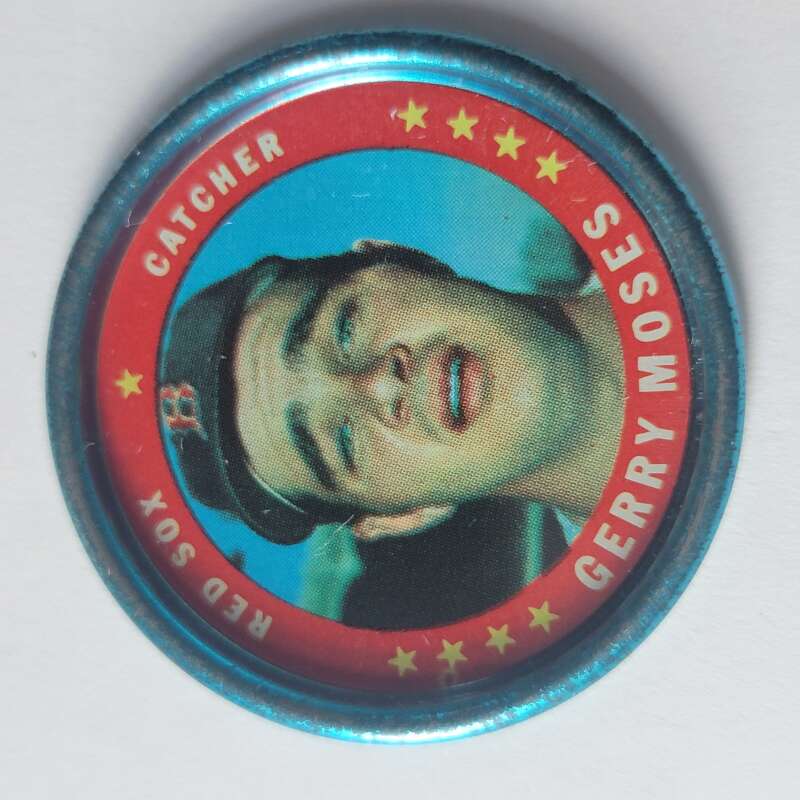 RED SOX
CATCHER
B
GERRY MOSES